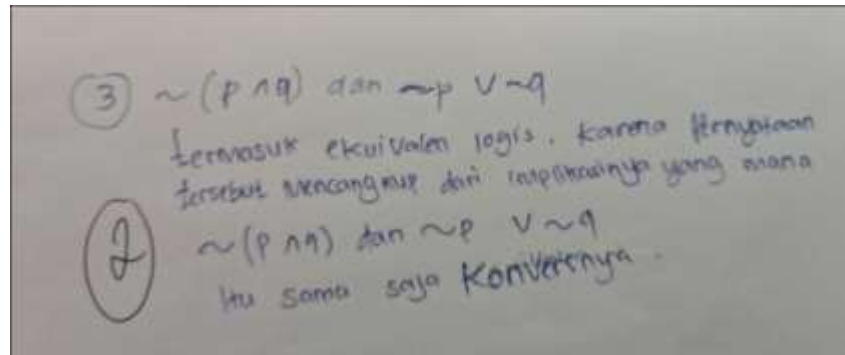 3 ~(p ∧ q) dan ~p ∨ ~q
termasuk ekuivalen logis. Karena Pernyataan
tersebut mencangkup dari implikasinya yang mana
2 ~(p ∧ q) dan ~p ∨ ~q
itu sama saja Konversnya.